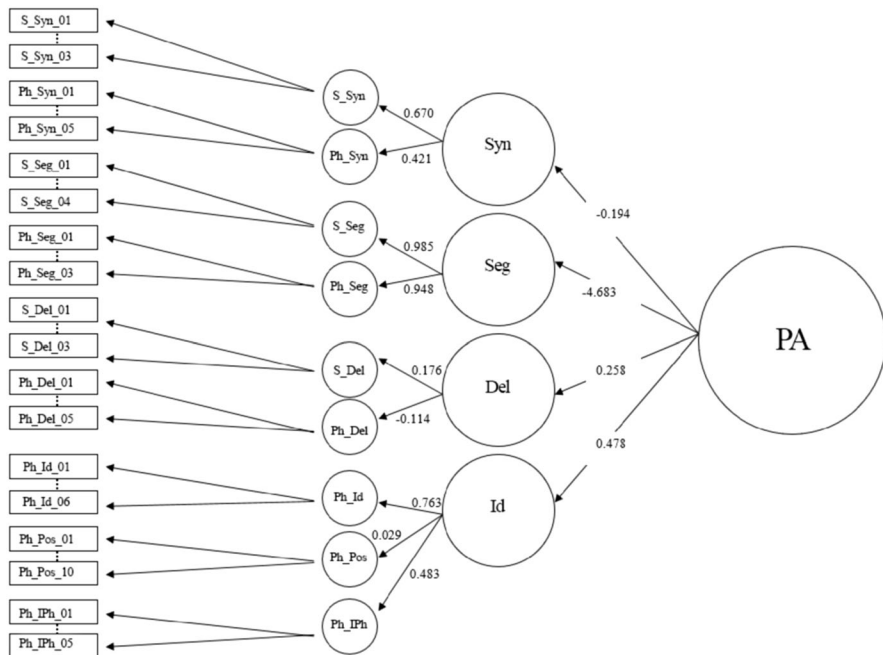 S_Syn_01
S_Syn_03
Ph_Syn_01
Ph_Syn_05
S_Seg_01
S_Seg_04
Ph_Seg_01
Ph_Seg_03
S_Del_01
S_Del_03
Ph_Del_01
Ph_Del_05
Ph_Id_01
Ph_Id_06
Ph_Pos_01
Ph_Pos_10
Ph_IPh_01
Ph_IPh_05
S_Syn
Ph_Syn
S_Seg
Ph_Seg
S_Del
Ph_Del
Ph_Id
Ph_Pos
Ph_IPh
0.670
0.421
0.985
0.948
0.176
-0.114
0.763
0.029
0.483
Syn
Seg
Del
Id
-0.194
-4.683
0.258
0.478
PA